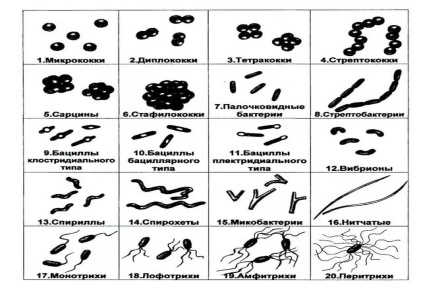 1.Микрококки
2.Диплококки
3.Тетракокки
4.Стрептококки
5.Сарцины
6.Стафилококки
7.Палочковидные
бактерии
8.Стрептобактерии
9.Бациллы
клостридиального
типа
10.Бациллы
бациллярного
типа
11.Бациллы
плектридиального
типа
12.Вибрионы
13.Спириллы
14.Спирохеты
15.Микобактерии
16.Нитчатые
17.Монотрихи
18.Лофотрихи
19.Амфитрихи
20.Перитрихи